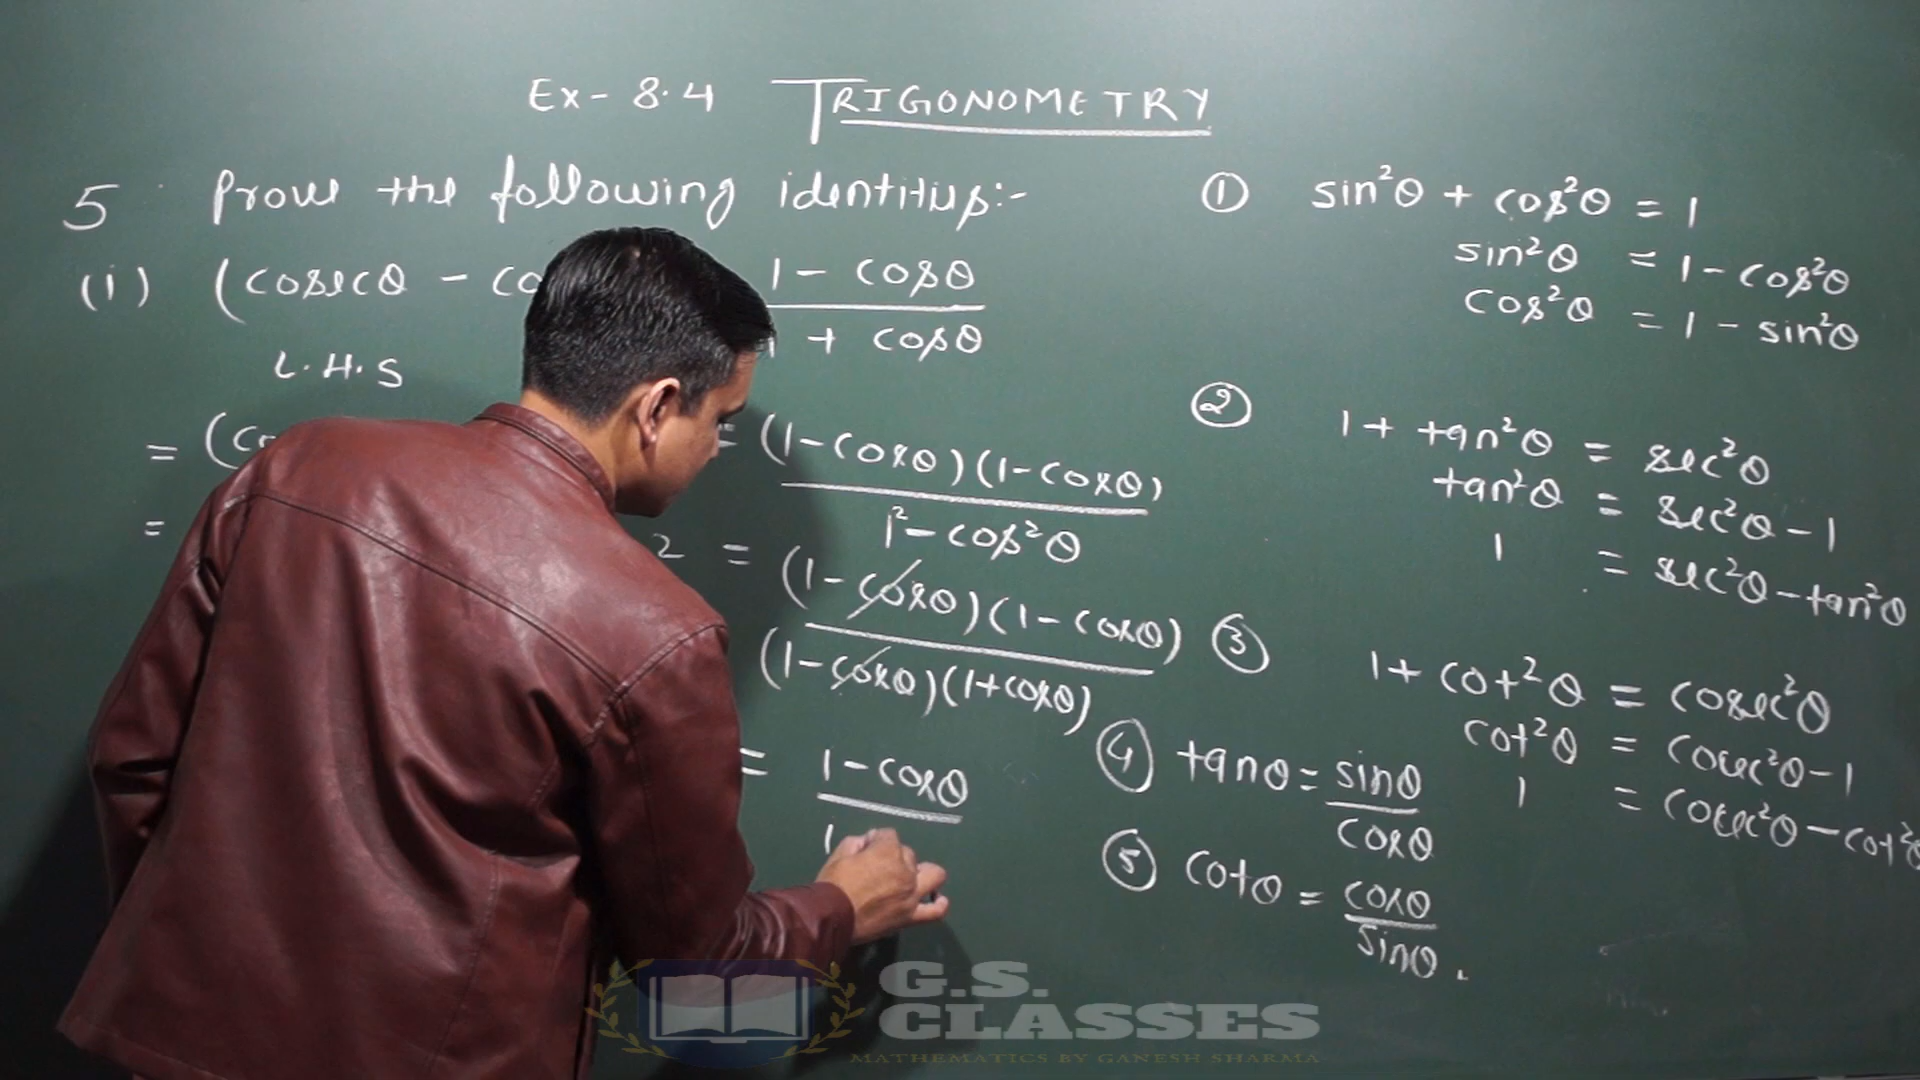 Ex- 8.4 TRIGONOMETRY
5 Prove the following identities:-
(i) (cosecθ - co
1 - cosθ
1 + cosθ
L.H.S
= (co
= (1-cosθ)(1-cosθ)
1²-cos²θ
=
2 = (1-cosθ)(1-cosθ)
(1-cosθ)(1+cosθ)
= 1-cosθ
1
① sin²θ + cos²θ = 1
sin²θ = 1 - cos²θ
cos²θ = 1 - sin²θ
② 1 + tan²θ = sec²θ
tan²θ = sec²θ - 1
1 = sec²θ - tan²θ
③ 1 + cot²θ = cosec²θ
cot²θ = cosec²θ - 1
1 = cosec²θ - cot²θ
④ tanθ = sinθ
cosθ
⑤ cotθ = cosθ
sinθ.
G.S.
CLASSES
MATHEMATICS BY GANESH SHARMA